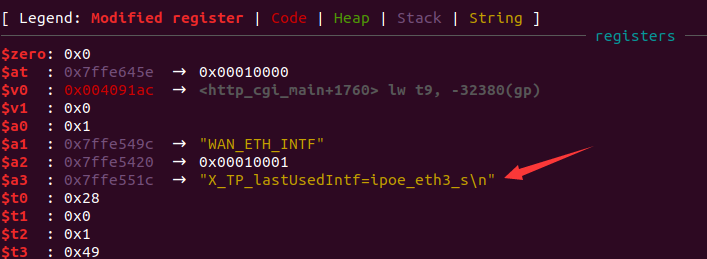 [ Legend: Modified register | Code | Heap | Stack | String ]
registers
$zero: 0x0
$at : 0x7ffe645e → 0x00010000
$v0 : 0x004091ac → <http_cgi_main+1760> lw t9, -32380(gp)
$v1 : 0x0
$a0 : 0x1
$a1 : 0x7ffe549c → "WAN_ETH_INTF"
$a2 : 0x7ffe5420 → 0x00010001
$a3 : 0x7ffe551c → "X_TP_lastUsedIntf=ipoe_eth3_s\n"
$t0 : 0x28
$t1 : 0x0
$t2 : 0x1
$t3 : 0x49